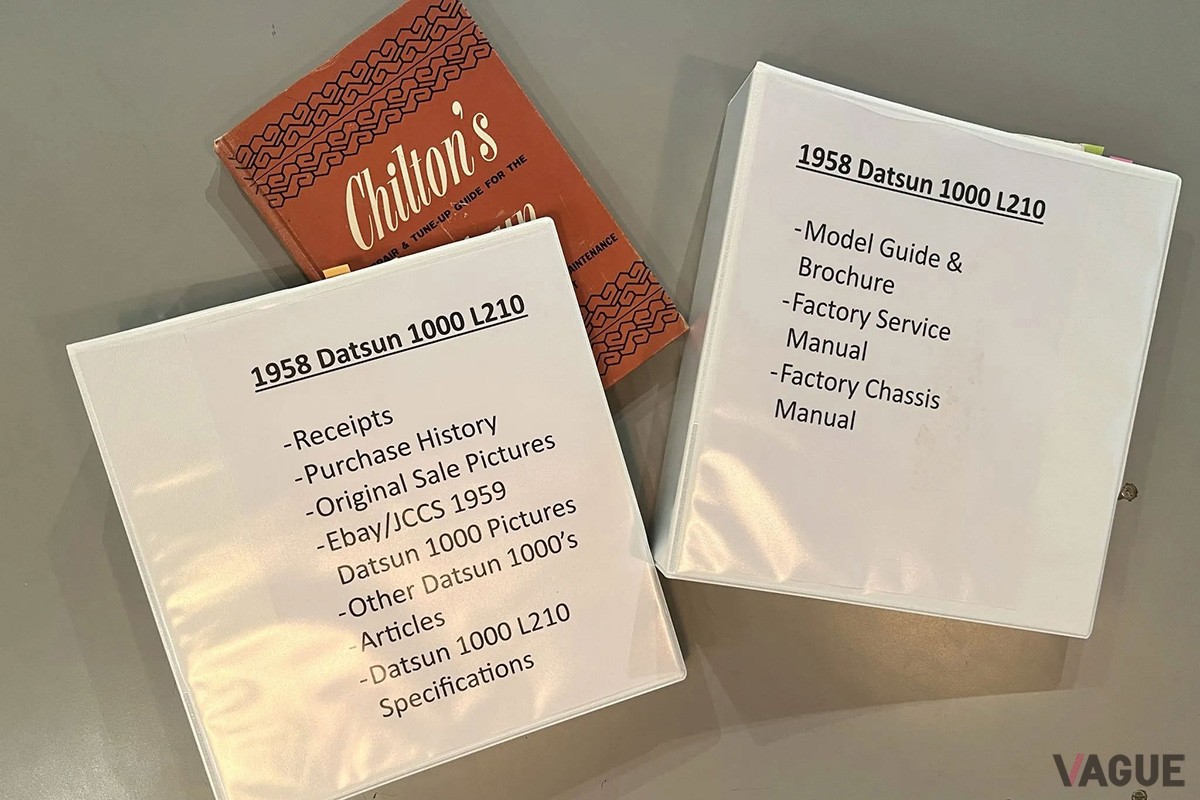 Chilton's
& TUNE-UP GUIDE FOR THE
1958 Datsun 1000 L210
-Receipts
-Purchase History
-Original Sale Pictures
-Ebay/JCCS 1959
Datsun 1000 Pictures
-Other Datsun 1000's
-Articles
-Datsun 1000 L210
Specifications
1958 Datsun 1000 L210
-Model Guide &
Brochure
-Factory Service
Manual
-Factory Chassis
Manual
VAGUE